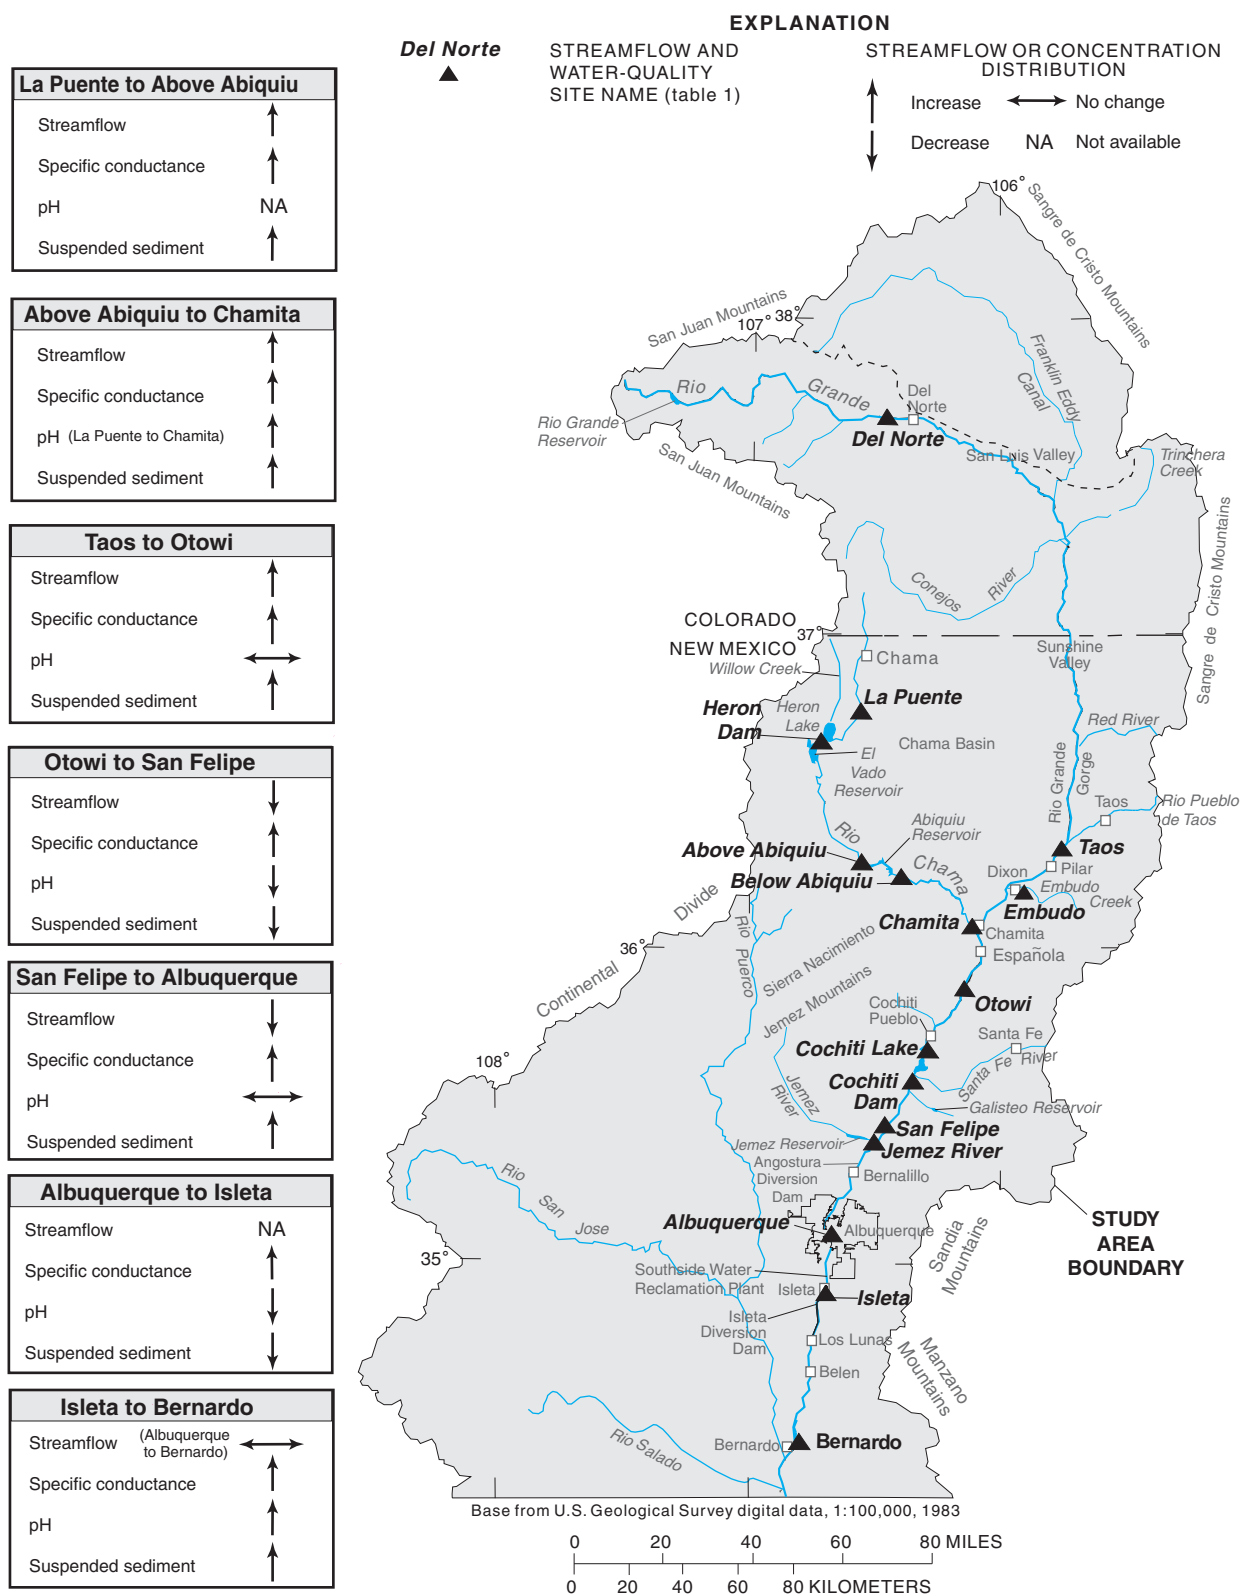 EXPLANATION
Del Norte
STREAMFLOW AND
WATER-QUALITY
SITE NAME (table 1)
STREAMFLOW OR CONCENTRATION
DISTRIBUTION
Increase
No change
Decrease
NA Not available
La Puente to Above Abiquiu
Streamflow
Specific conductance
pH NA
Suspended sediment
Above Abiquiu to Chamita
Streamflow
Specific conductance
pH (La Puente to Chamita)
Suspended sediment
Taos to Otowi
Streamflow
Specific conductance
pH
Suspended sediment
Otowi to San Felipe
Streamflow
Specific conductance
pH
Suspended sediment
San Felipe to Albuquerque
Streamflow
Specific conductance
pH
Suspended sediment
Albuquerque to Isleta
Streamflow NA
Specific conductance
pH
Suspended sediment
Isleta to Bernardo
Streamflow (Albuquerque
to Bernardo)
Specific conductance
pH
Suspended sediment
106°
Sangre de Cristo Mountains
San Juan Mountains
107°
38°
Franklin Eddy
Canal
Rio
Grande
Del
Norte
Rio Grande
Reservoir
Del Norte
San Luis Valley
Trinchera
Creek
San Juan Mountains
Sangre de Cristo Mountains
Conejos
River
COLORADO
37°
NEW MEXICO
Sunshine
Valley
Willow Creek
Chama
La Puente
Heron
Dam
Heron
Lake
Red River
Chama Basin
El
Vado
Reservoir
Rio Grande
Gorge
Taos
Rio Pueblo
de Taos
Abiquiu
Reservoir
Rio
Chama
Above Abiquiu
Taos
Below Abiquiu
Dixon
Pilar
Embudo
Creek
Embudo
Divide
Chamita
Chamita
Rio
Puerco
36°
Española
Sierra Nacimiento
Continental
Jemez Mountains
Otowi
Cochiti
Pueblo
Santa Fe
Cochiti Lake
108°
Santa Fe River
Jemez
River
Cochiti
Dam
Galisteo Reservoir
San Felipe
Jemez Reservoir
Jemez River
Angostura
Diversion
Dam
Bernalillo
Rio
San
Jose
Albuquerque
Albuquerque
STUDY
AREA
BOUNDARY
Sandia
Mountains
35°
Southside Water
Reclamation Plant
Isleta
Isleta
Isleta
Diversion
Dam
Los Lunas
Belen
Manzano
Mountains
Rio Salado
Bernardo
Bernardo
Base from U.S. Geological Survey digital data, 1:100,000, 1983
0 20 40 60 80 MILES
0 20 40 60 80 KILOMETERS